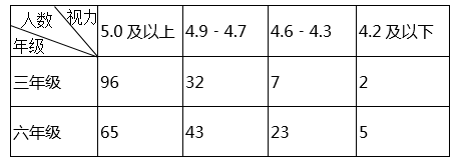 人数 视力 年级 5.0及以上 4.9-4.7 4.6-4.3 4.2及以下
三年级 96 32 7 2
六年级 65 43 23 5